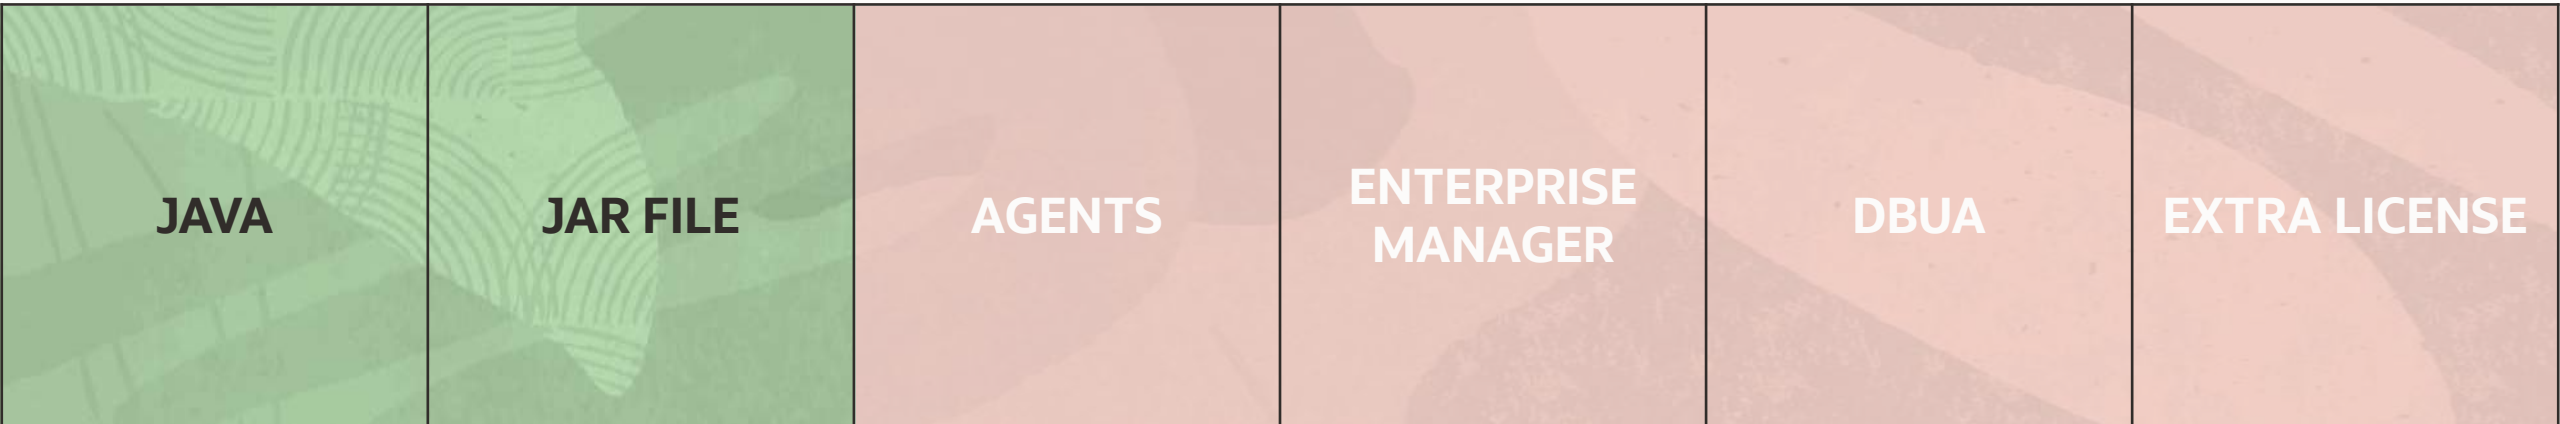 JAVA
JAR FILE
AGENTS
ENTERPRISE
MANAGER
DBUA
EXTRA LICENSE